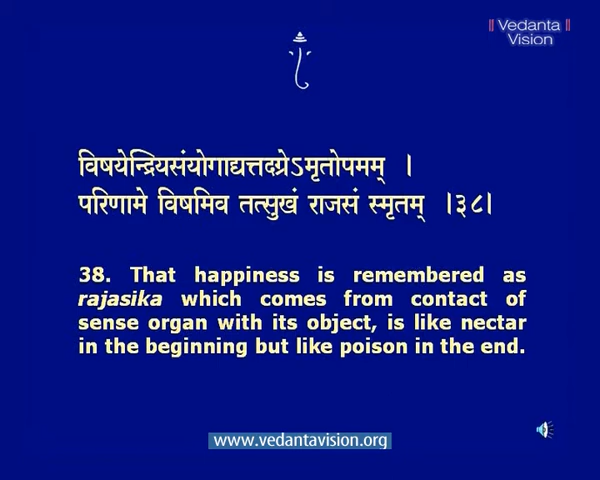 ॥ Vedanta ॥
Vision
विषयेन्द्रियसंयोगाद्यत्तदग्रेऽमृतोपमम् ।
परिणामे विषमिव तत्सुखं राजसं स्मृतम् ।३८।
38. That happiness is remembered as
rajasika which comes from contact of
sense organ with its object, is like nectar
in the beginning but like poison in the end.
www.vedantavision.org